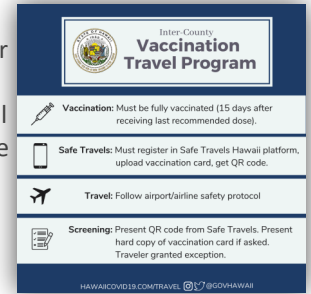 r
l
e
Inter-County
Vaccination
Travel Program
Vaccination: Must be fully vaccinated (15 days after
receiving last recommended dose).
Safe Travels: Must register in Safe Travels Hawaii platform,
upload vaccination card, get QR code.
Travel: Follow airport/airline safety protocol
Screening: Present QR code from Safe Travels. Present
hard copy of vaccination card if asked.
Traveler granted exception.
HAWAIICOVID19.COM/TRAVEL @GOVHAWAII